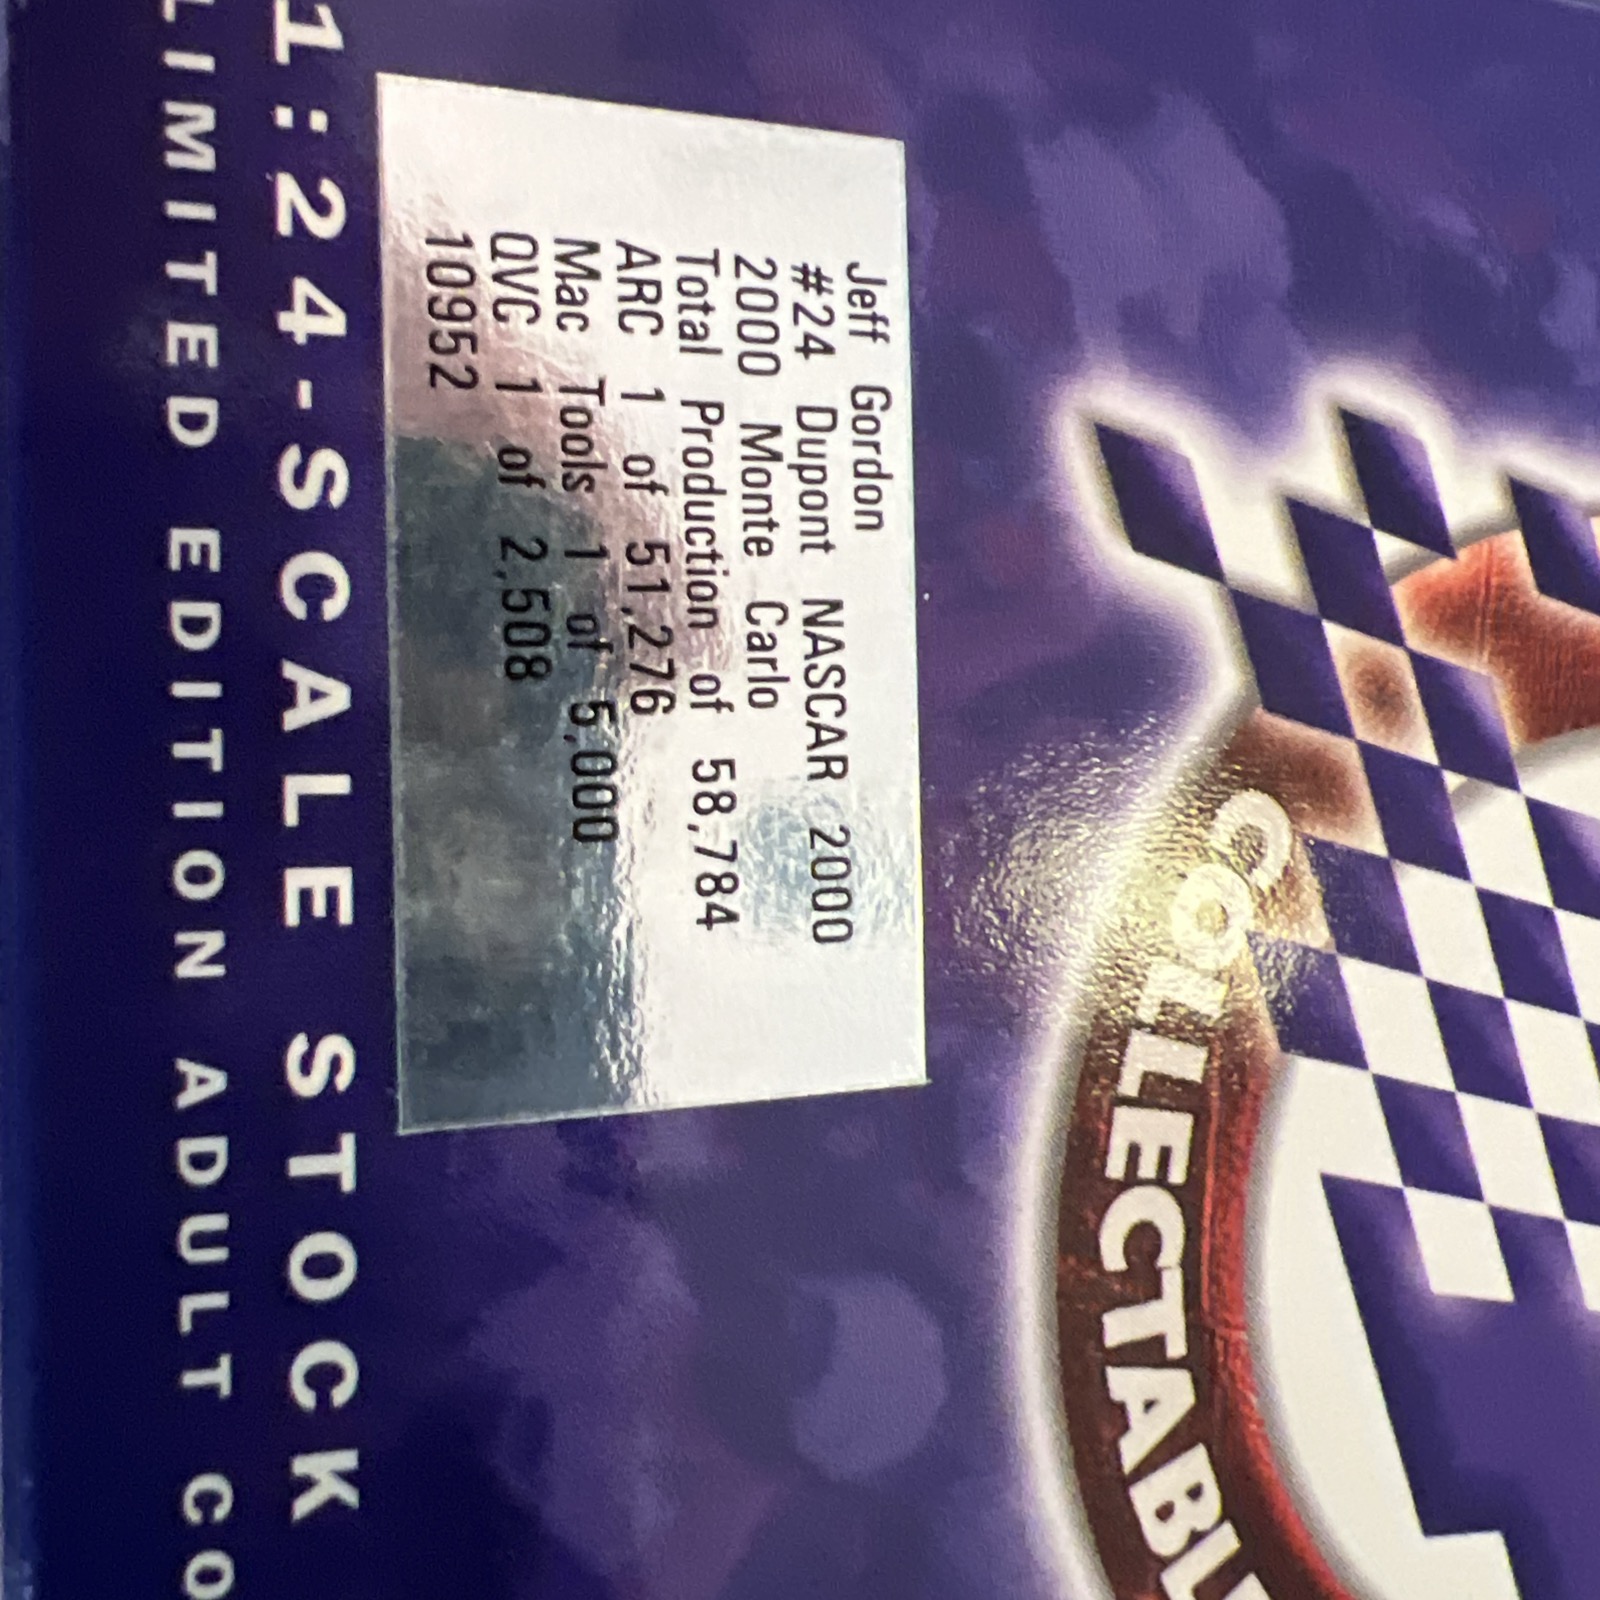 COLLECTABL
Jeff Gordon
#24 Dupont NASCAR 2000
2000 Monte Carlo
Total Production of 58,784
ARC 1 of 51,276
Mac Tools 1 of 5,000
QVC 1 of 2,508
10952
1:24-SCALE STOCK
LIMITED EDITION ADULT CO